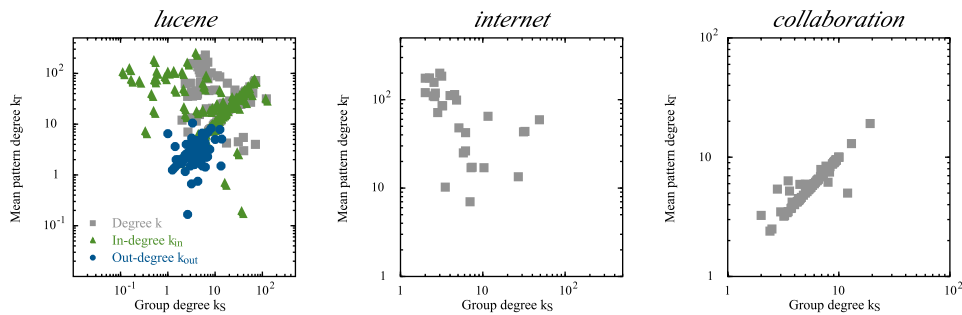 lucene
Mean pattern degree kΓ
10²
10¹
1
10⁻¹
Degree k
In-degree kin
Out-degree kout
10⁻¹ 1 10¹ 10²
Group degree kS
internet
Mean pattern degree kΓ
10²
10
1
1 10 10²
Group degree kS
collaboration
Mean pattern degree kΓ
10²
10
1
1 10 10²
Group degree kS